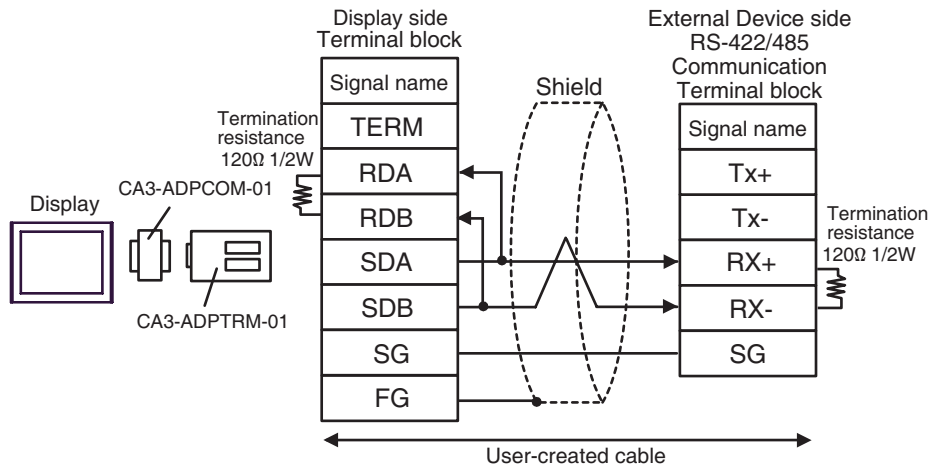 Display side
Terminal block
External Device side
RS-422/485
Communication
Terminal block
Shield
Signal name
TERM
RDA
RDB
SDA
SDB
SG
FG
Signal name
Tx+
Tx-
RX+
RX-
SG
Termination
resistance
120Ω 1/2W
Termination
resistance
120Ω 1/2W
CA3-ADPCOM-01
Display
CA3-ADPTRM-01
User-created cable